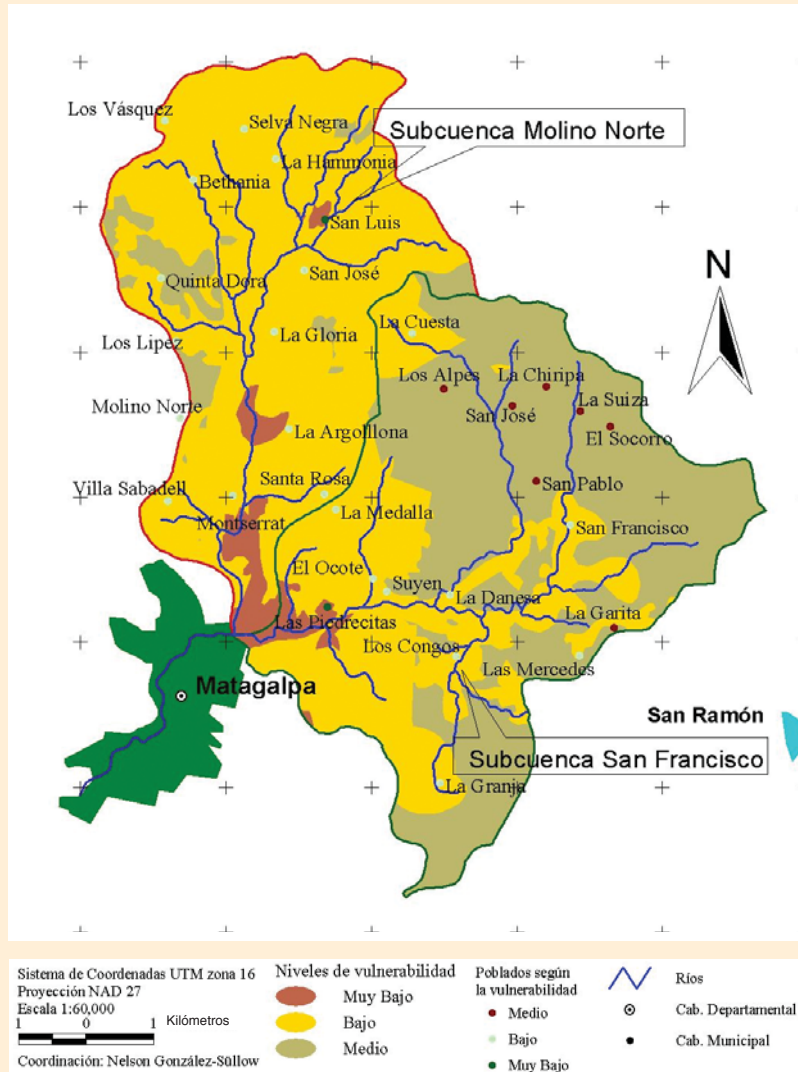 Los Vásquez
Selva Negra
Subcuenca Molino Norte
La Hammonia
Bethania
San Luis
N
Quinta Dora
San José
La Cuesta
La Gloria
Los Lipez
Los Alpes
La Chiripa
La Suiza
San José
Molino Norte
El Socorro
La Argolllona
Villa Sabadell
Santa Rosa
San Pablo
La Medalla
Montserrat
San Francisco
El Ocote
Suyen
La Danesa
La Garita
Las Piedrecitas
Los Congos
Las Mercedes
Matagalpa
San Ramón
Subcuenca San Francisco
La Granja
Sistema de Coordenadas UTM zona 16
Proyección NAD 27
Escala 1:60,000
1 0 1 Kilómetros
Coordinación: Nelson González-Süllow
Niveles de vulnerabilidad
Muy Bajo
Bajo
Medio
Poblados según
la vulnerabilidad
Medio
Bajo
Muy Bajo
Ríos
Cab. Departamental
Cab. Municipal